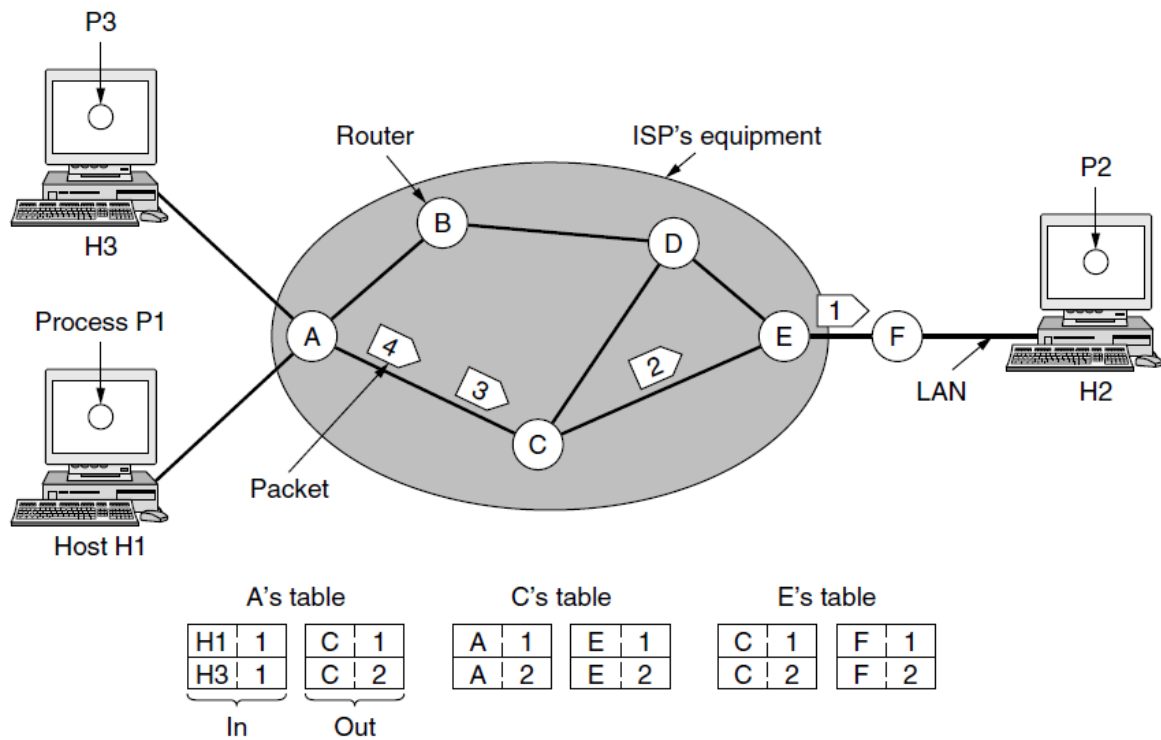 P3
Router
ISP's equipment
P2
B
D
H3
Process P1
A
4
3
2
1
E
F
C
LAN
H2
Packet
Host H1
A's table
C's table
E's table
H1 1 C 1 A 1 E 1 C 1 F 1
H3 1 C 2 A 2 E 2 C 2 F 2
In Out